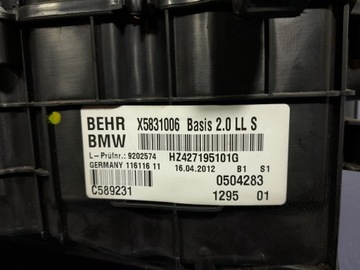 BEHR X5831006 Basis 2.0 LL S
BMW
L-Prüfnr.: 9202574 HZ427195101G
GERMANY 116116 11 16.04.2012 B1 S1
C589231 0504283
1295 01